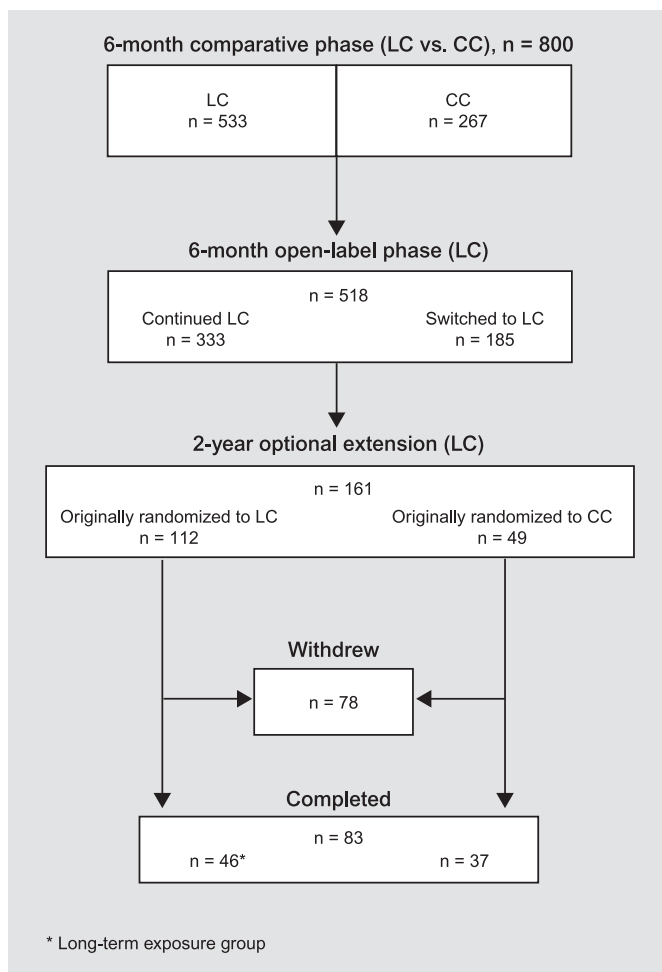 6-month comparative phase (LC vs. CC), n = 800
LC
n = 533
CC
n = 267
6-month open-label phase (LC)
n = 518
Continued LC
n = 333
Switched to LC
n = 185
2-year optional extension (LC)
n = 161
Originally randomized to LC
n = 112
Originally randomized to CC
n = 49
Withdrew
n = 78
Completed
n = 83
n = 46*
n = 37
* Long-term exposure group